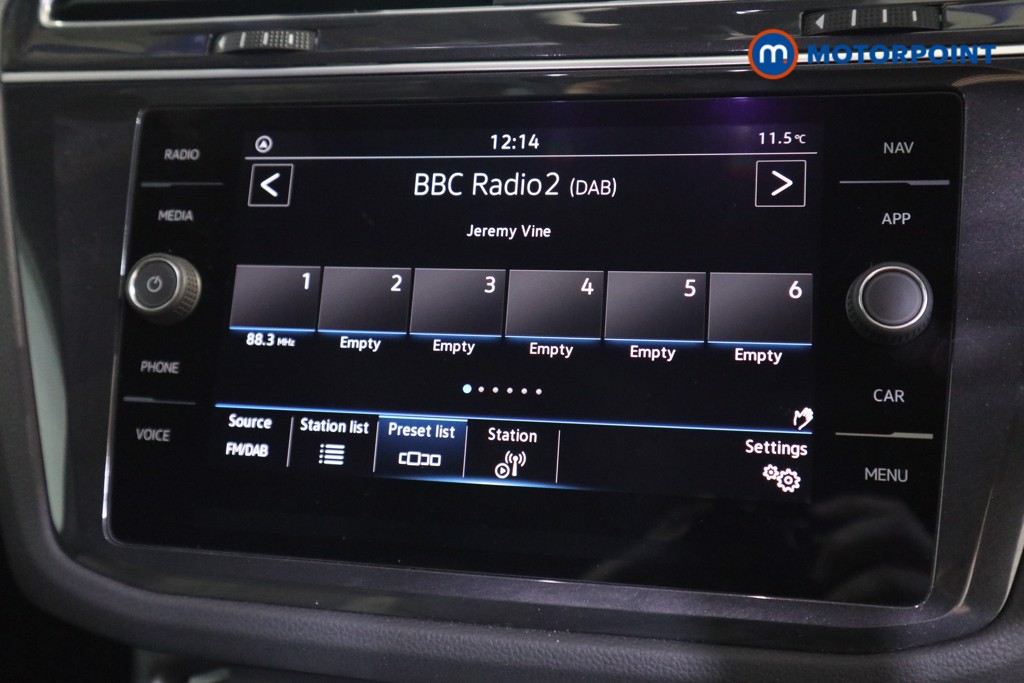 m MOTORPOINT
12:14
11.5°C
RADIO
NAV
BBC Radio2 (DAB)
MEDIA
APP
Jeremy Vine
1 2 3 4 5 6
88.3 MHz Empty Empty Empty Empty Empty
PHONE
CAR
Source Station list Preset list Station Settings
FM/DAB
VOICE
MENU